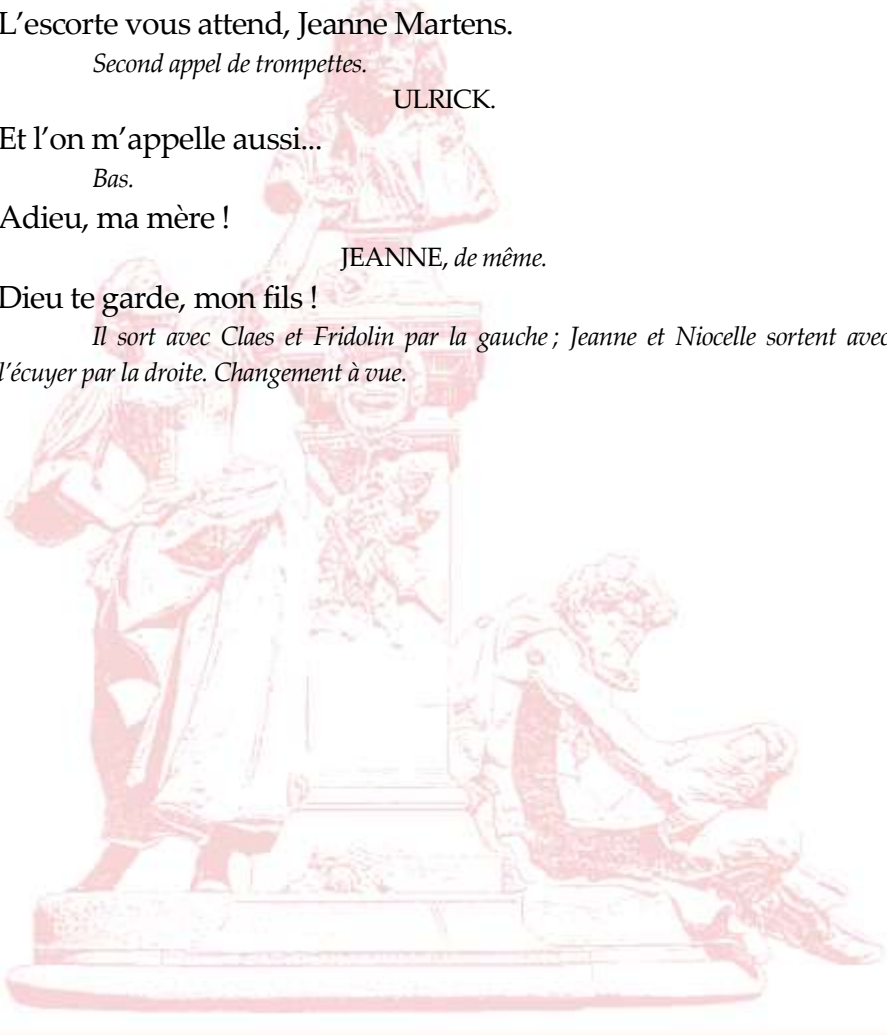 L’escorte vous attend, Jeanne Martens.
Second appel de trompettes.
ULRICK.
Et l’on m’appelle aussi...
Bas.
Adieu, ma mère !
JEANNE, de même.
Dieu te garde, mon fils !
Il sort avec Claes et Fridolin par la gauche ; Jeanne et Niocelle sortent avec
l’écuyer par la droite. Changement à vue.